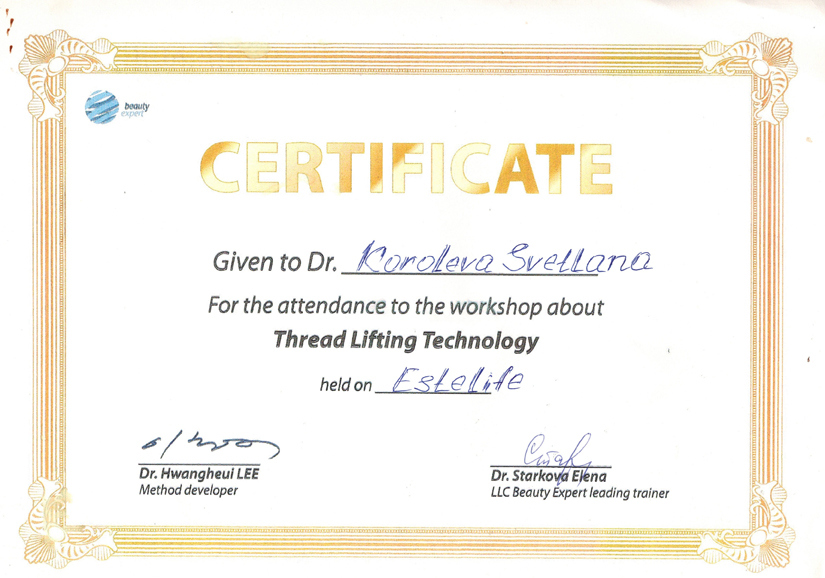 beauty
expert
CERTIFICATE
Given to Dr. Koroleva Svetlana
For the attendance to the workshop about
Thread Lifting Technology
held on Estelife
Dr. Hwangheui LEE
Method developer
Dr. Starkova Elena
LLC Beauty Expert leading trainer